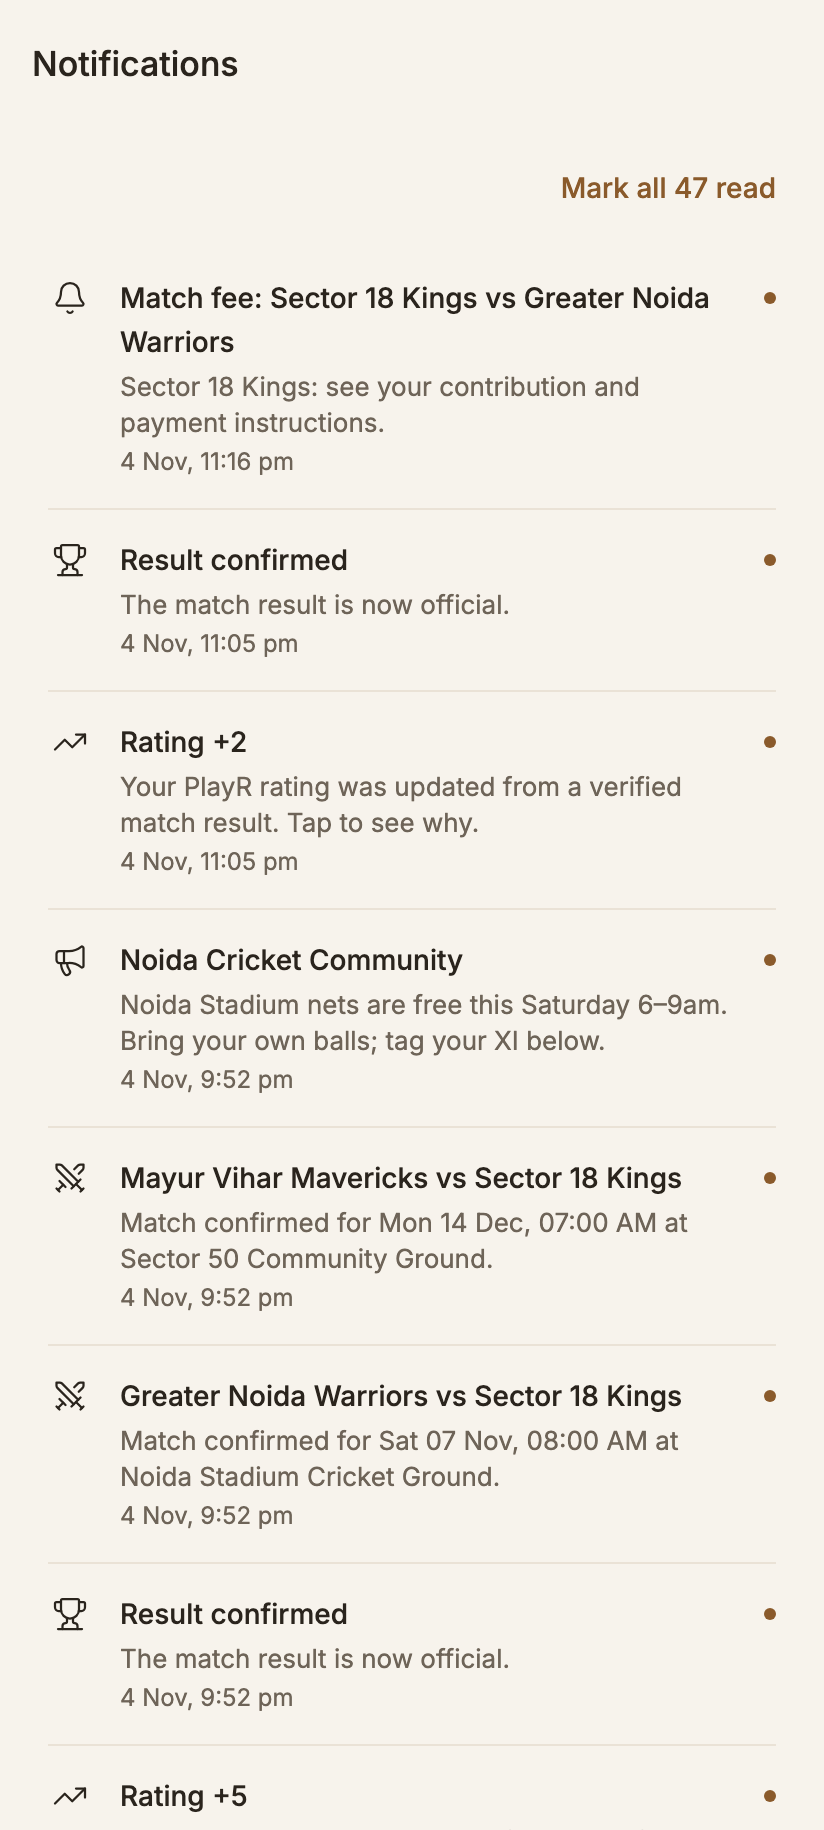 Notifications
Mark all 47 read
Match fee: Sector 18 Kings vs Greater Noida
Warriors
Sector 18 Kings: see your contribution and
payment instructions.
4 Nov, 11:16 pm
Result confirmed
The match result is now official.
4 Nov, 11:05 pm
Rating +2
Your PlayR rating was updated from a verified
match result. Tap to see why.
4 Nov, 11:05 pm
Noida Cricket Community
Noida Stadium nets are free this Saturday 6–9am.
Bring your own balls; tag your XI below.
4 Nov, 9:52 pm
Mayur Vihar Mavericks vs Sector 18 Kings
Match confirmed for Mon 14 Dec, 07:00 AM at
Sector 50 Community Ground.
4 Nov, 9:52 pm
Greater Noida Warriors vs Sector 18 Kings
Match confirmed for Sat 07 Nov, 08:00 AM at
Noida Stadium Cricket Ground.
4 Nov, 9:52 pm
Result confirmed
The match result is now official.
4 Nov, 9:52 pm
Rating +5